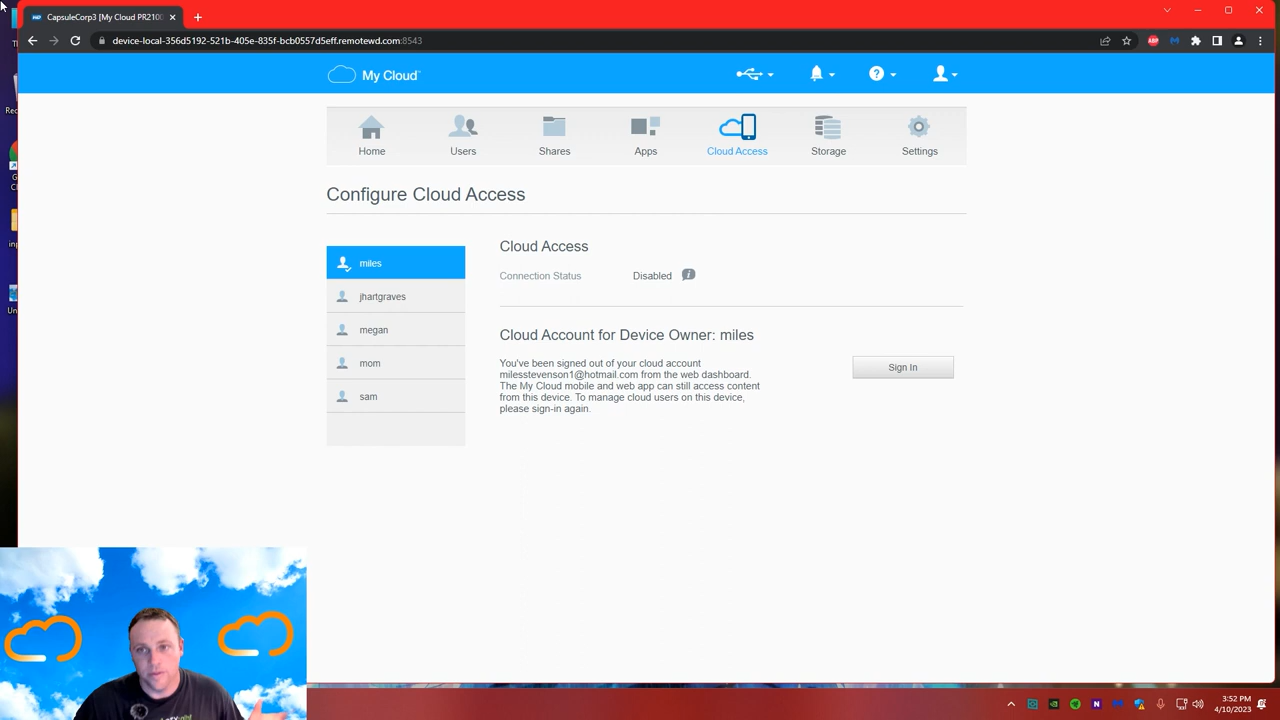 CapsuleCorp3 [My Cloud PR210
device-local-356d5192-521b-405e-835f-bcb0557d5eff.remotewd.com:8543
My Cloud
Home
Users
Shares
Apps
Cloud Access
Storage
Settings
Configure Cloud Access
miles
jhartgraves
megan
mom
sam
Cloud Access
Connection Status
Disabled
Cloud Account for Device Owner: miles
You've been signed out of your cloud account
milesstevenson1@hotmail.com from the web dashboard.
The My Cloud mobile and web app can still access content
from this device. To manage cloud users on this device,
please sign-in again.
Sign In
3:52 PM
4/10/2023